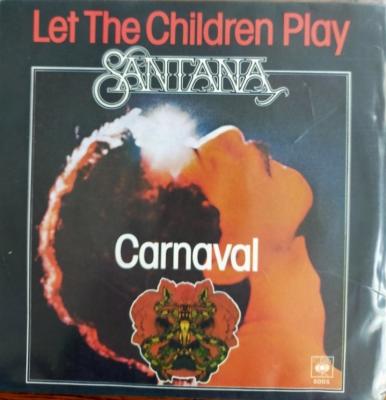 Let The Children Play
SANTANA
Carnaval
CBS